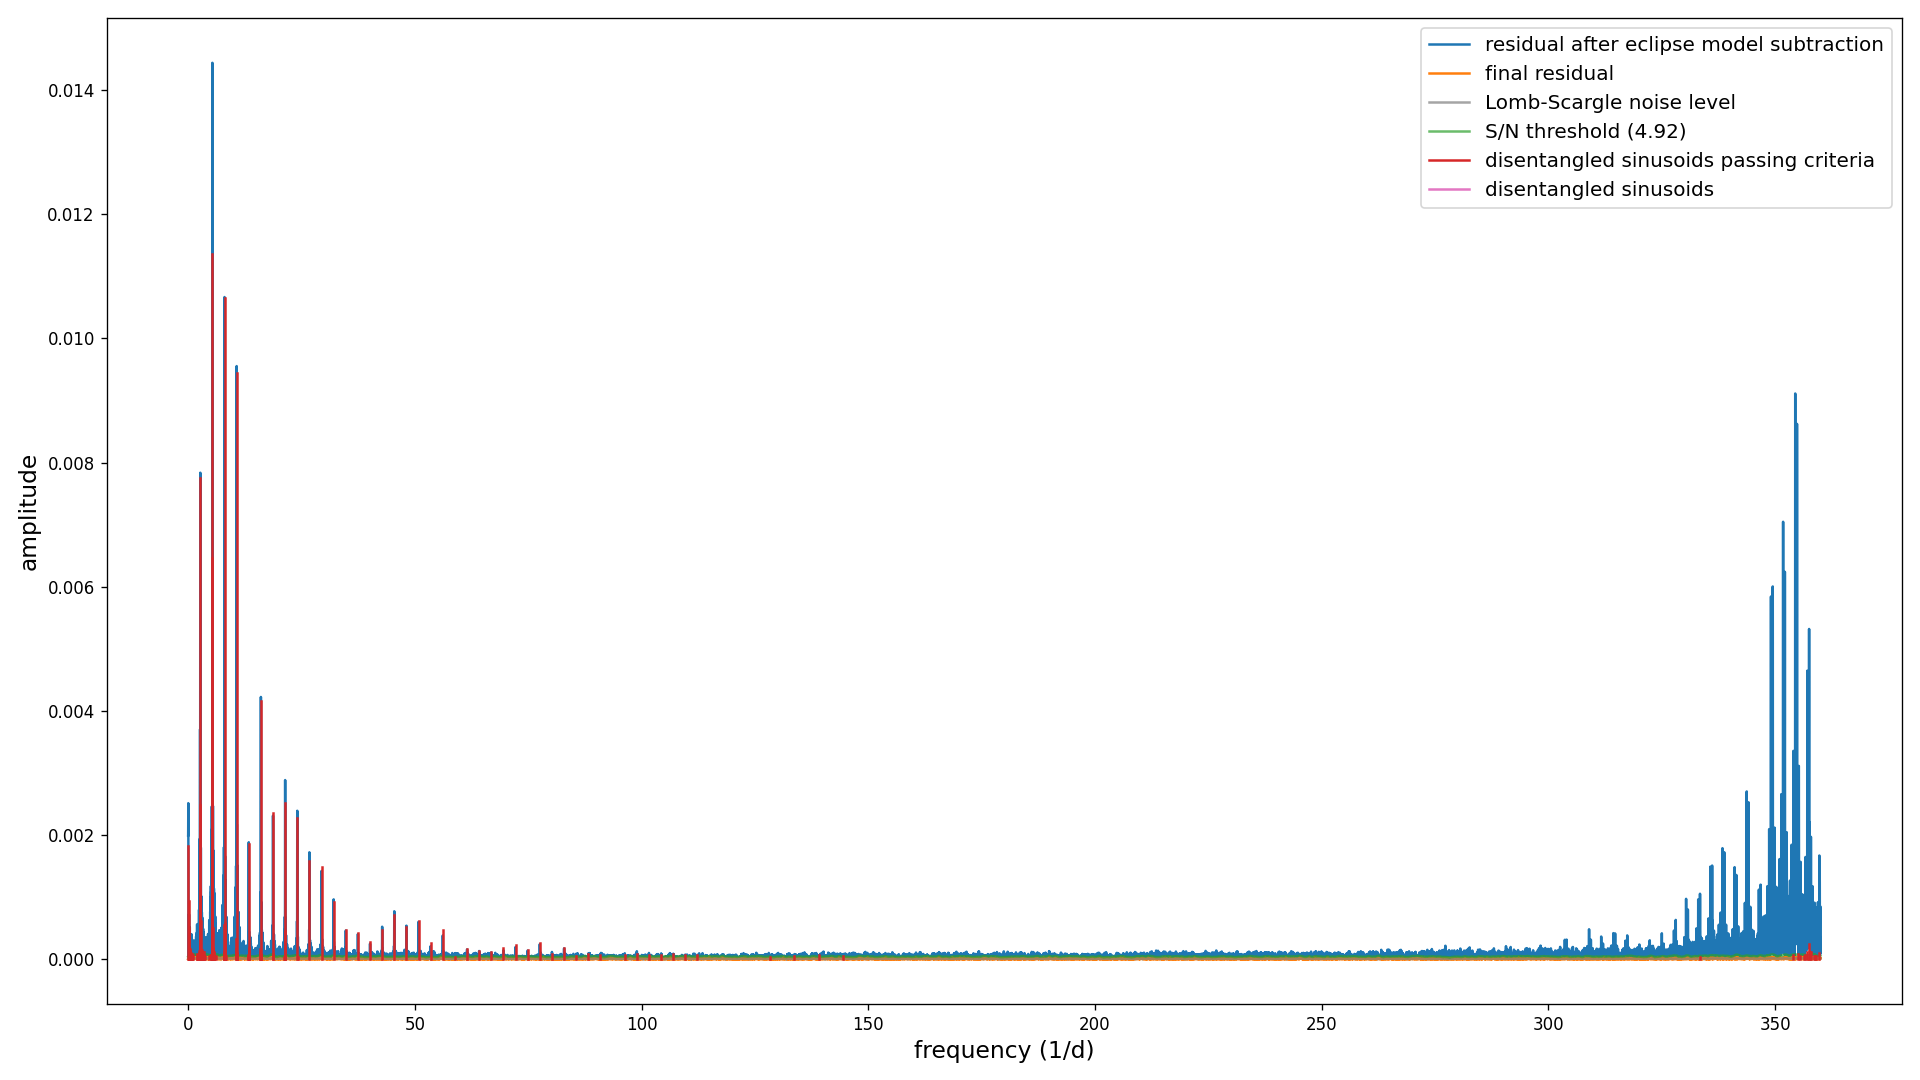 residual after eclipse model subtraction
final residual
Lomb-Scargle noise level
S/N threshold (4.92)
disentangled sinusoids passing criteria
disentangled sinusoids
0.014
0.012
0.010
0.008
0.006
0.004
0.002
0.000
amplitude
0 50 100 150 200 250 300 350
frequency (1/d)